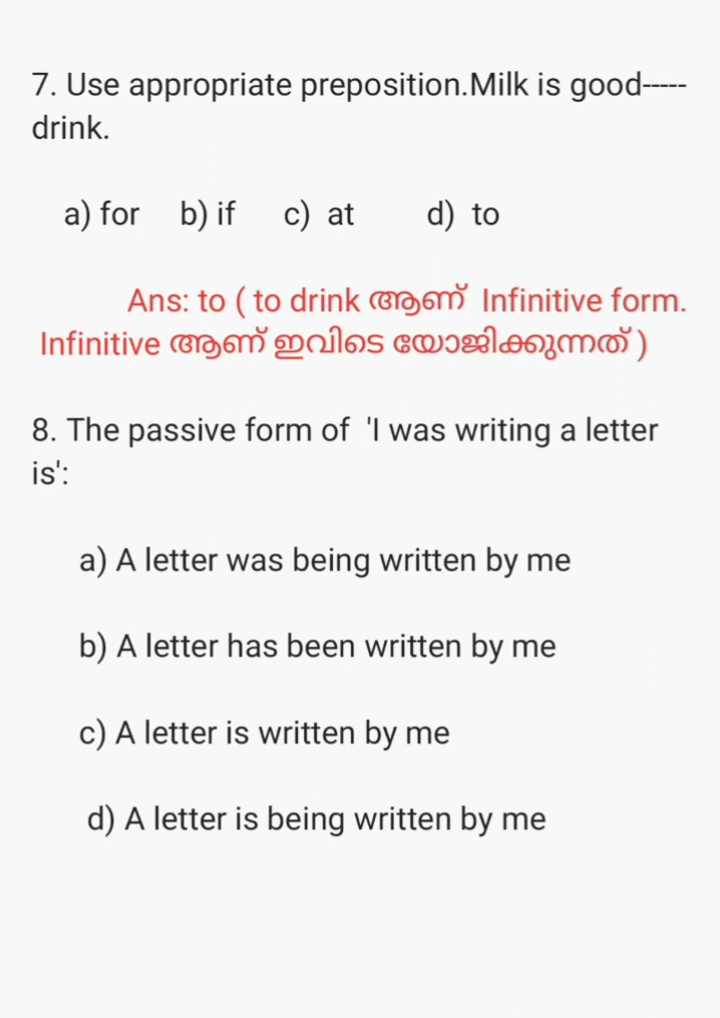 7. Use appropriate preposition.Milk is good-----
drink.
a) for b) if c) at d) to
Ans: to ( to drink ആണ് Infinitive form.
Infinitive ആണ് ഇവിടെ യോജിക്കുന്നത് )
8. The passive form of 'I was writing a letter
is':
a) A letter was being written by me
b) A letter has been written by me
c) A letter is written by me
d) A letter is being written by me